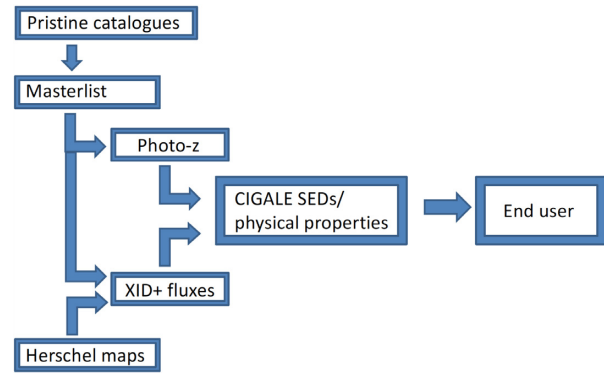 Pristine catalogues
Masterlist
Photo-z
CIGALE SEDs/
physical properties
End user
XID+ fluxes
Herschel maps